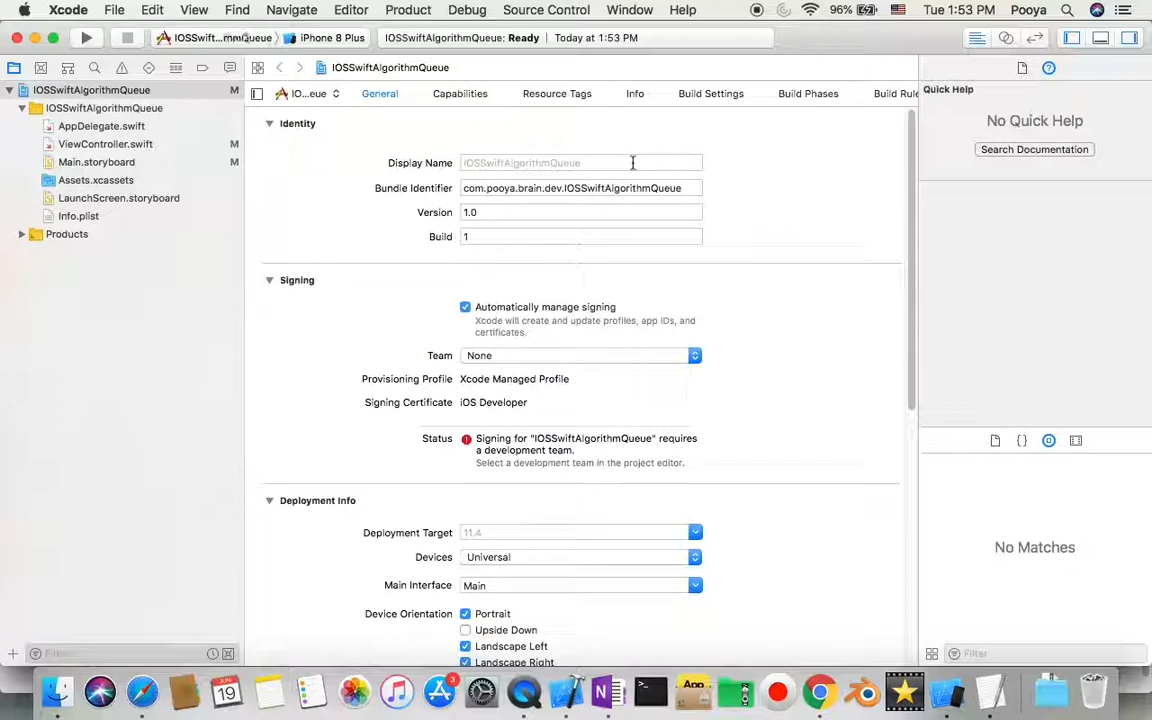 Xcode File Edit View Find Navigate Editor Product Debug Source Control Window Help 96% Tue 1:53 PM Pooya
IOSSwift...mmQueue iPhone 8 Plus IOSSwiftAlgorithmQueue: Ready Today at 1:53 PM
IOSSwiftAlgorithmQueue
IOSSwiftAlgorithmQueue M
IOSSwiftAlgorithmQueue
AppDelegate.swift
ViewController.swift M
Main.storyboard M
Assets.xcassets
LaunchScreen.storyboard
Info.plist
Products
Filter
IO...eue General Capabilities Resource Tags Info Build Settings Build Phases Build Rule
Identity
Display Name IOSSwiftAlgorithmQueue
Bundle Identifier com.pooya.brain.dev.IOSSwiftAlgorithmQueue
Version 1.0
Build 1
Signing
Automatically manage signing
Xcode will create and update profiles, app IDs, and
certificates.
Team None
Provisioning Profile Xcode Managed Profile
Signing Certificate iOS Developer
Status Signing for "IOSSwiftAlgorithmQueue" requires
a development team.
Select a development team in the project editor.
Deployment Info
Deployment Target 11.4
Devices Universal
Main Interface Main
Device Orientation Portrait
Upside Down
Landscape Left
Landscape Right
Quick Help
No Quick Help
Search Documentation
{ }
No Matches
Filter
JUN
19
3
N
App